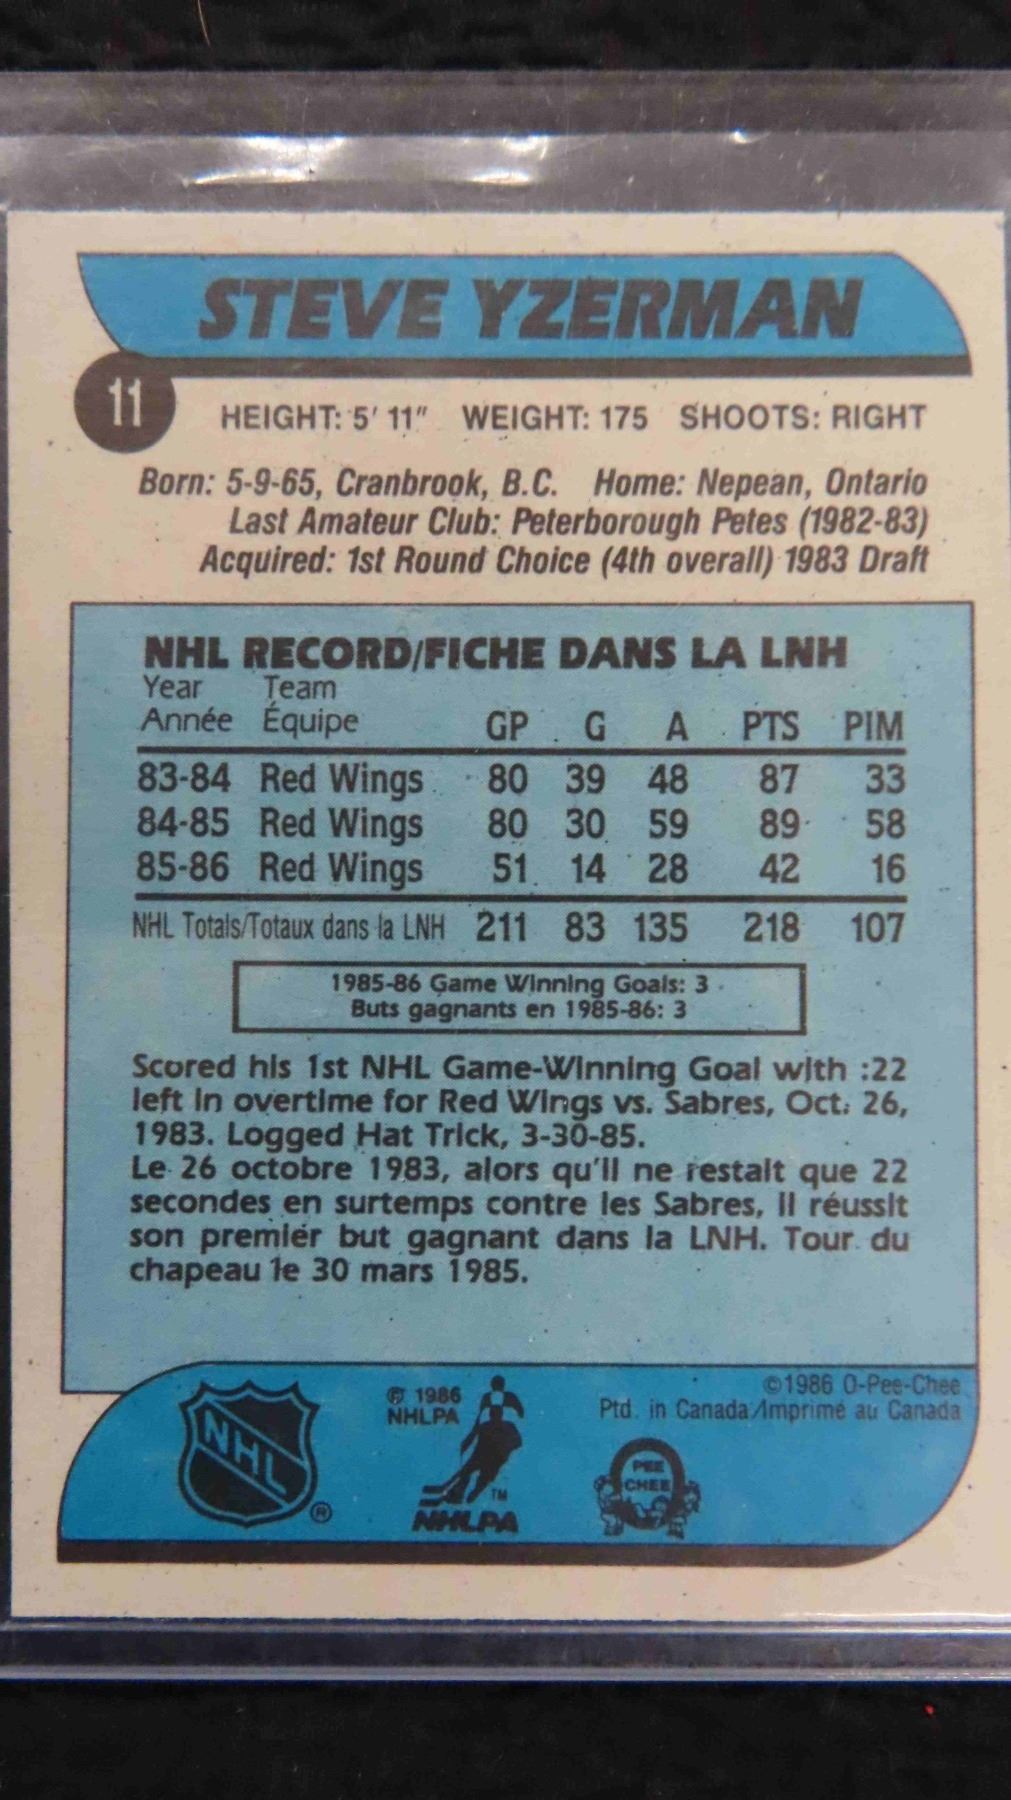 STEVE YZERMAN
11
HEIGHT: 5' 11" WEIGHT: 175 SHOOTS: RIGHT
Born: 5-9-65, Cranbrook, B.C. Home: Nepean, Ontario
Last Amateur Club: Peterborough Petes (1982-83)
Acquired: 1st Round Choice (4th overall) 1983 Draft
NHL RECORD/FICHE DANS LA LNH
Year Team
Année Équipe GP G A PTS PIM
83-84 Red Wings 80 39 48 87 33
84-85 Red Wings 80 30 59 89 58
85-86 Red Wings 51 14 28 42 16
NHL Totals/Totaux dans la LNH 211 83 135 218 107
1985-86 Game Winning Goals: 3
Buts gagnants en 1985-86: 3
Scored his 1st NHL Game-Winning Goal with :22
left in overtime for Red Wings vs. Sabres, Oct. 26,
1983. Logged Hat Trick, 3-30-85.
Le 26 octobre 1983, alors qu'il ne restait que 22
secondes en surtemps contre les Sabres, il réussit
son premier but gagnant dans la LNH. Tour du
chapeau le 30 mars 1985.
©1986 O-Pee-Chee
Ptd. in Canada/Imprimé au Canada
℗ 1986
NHLPA
NHL
®
TM
NHLPA
PEE
CHEE